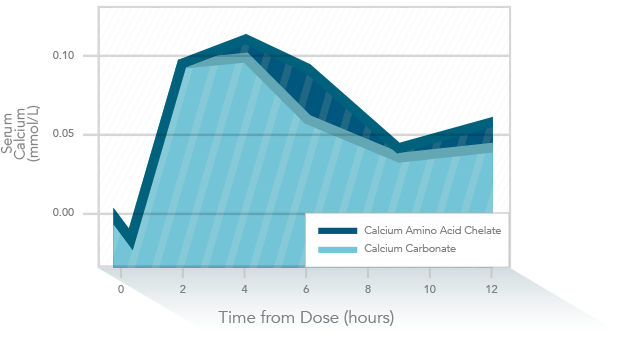 0.10
0.05
0.00
Serum
Calcium
(mmol/L)
Calcium Amino Acid Chelate
Calcium Carbonate
0 2 4 6 8 10 12
Time from Dose (hours)